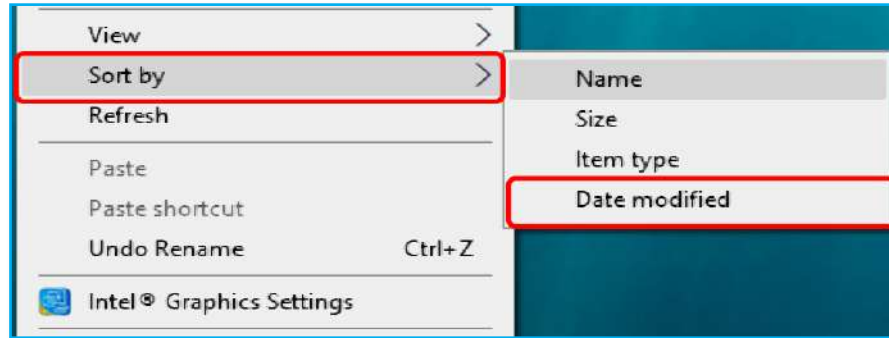 View
Sort by
Refresh
Paste
Paste shortcut
Undo Rename Ctrl+Z
Intel® Graphics Settings
Name
Size
Item type
Date modified